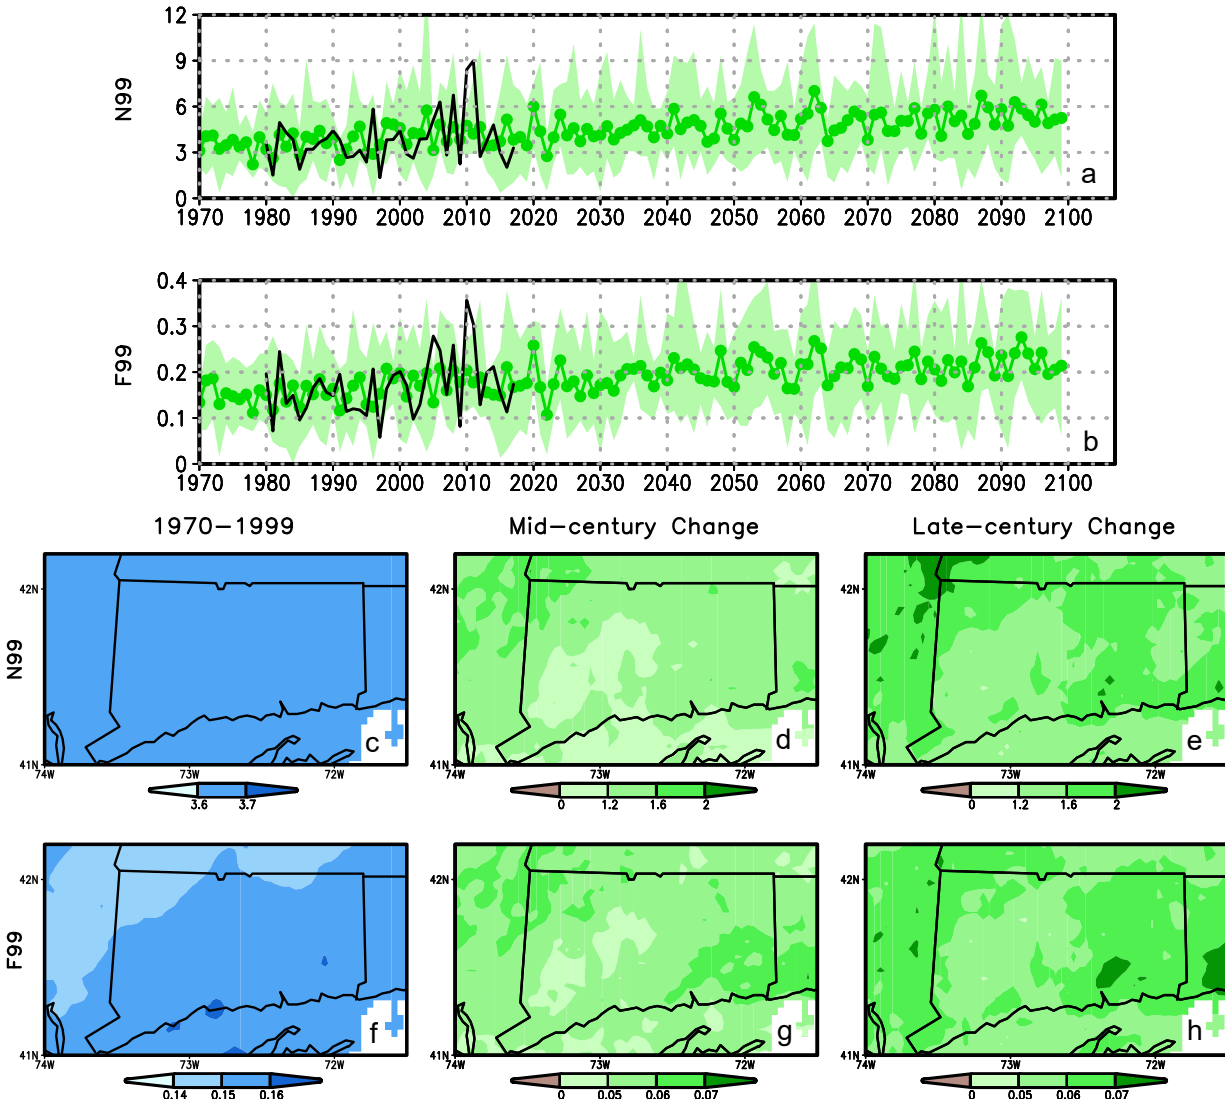 12
9
6
3
0
N99
a
1970 1980 1990 2000 2010 2020 2030 2040 2050 2060 2070 2080 2090 2100
0.4
0.3
0.2
0.1
0
F99
b
1970 1980 1990 2000 2010 2020 2030 2040 2050 2060 2070 2080 2090 2100
1970-1999 Mid-century Change Late-century Change
N99
42N 42N 42N
c d e
41N 41N 41N
74W 73W 72W 74W 73W 72W 74W 73W 72W
3.6 3.7 0 1.2 1.6 2 0 1.2 1.6 2
F99
42N 42N 42N
f g h
41N 41N 41N
74W 73W 72W 74W 73W 72W 74W 73W 72W
0.14 0.15 0.16 0 0.05 0.06 0.07 0 0.05 0.06 0.07